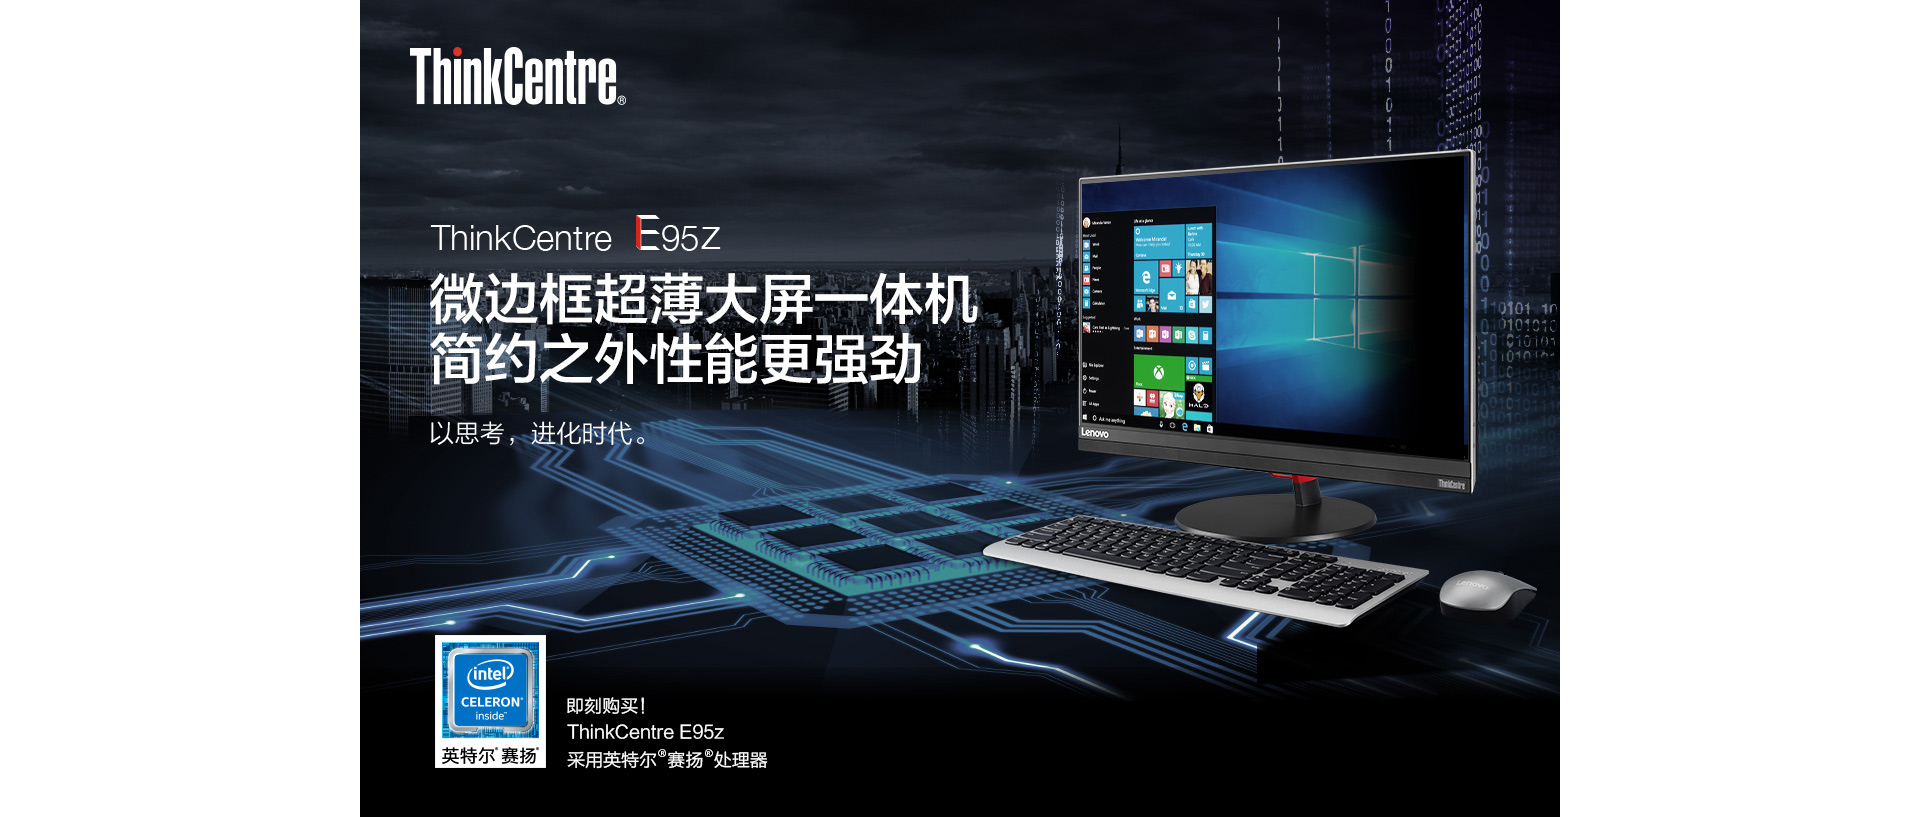 ThinkCentre®
ThinkCentre E95z
微边框超薄大屏一体机
简约之外性能更强劲
以思考，进化时代。
Lenovo
ThinkCentre
Lenovo
intel®
CELERON®
inside™
英特尔® 赛扬®
即刻购买！
ThinkCentre E95z
采用英特尔®赛扬®处理器